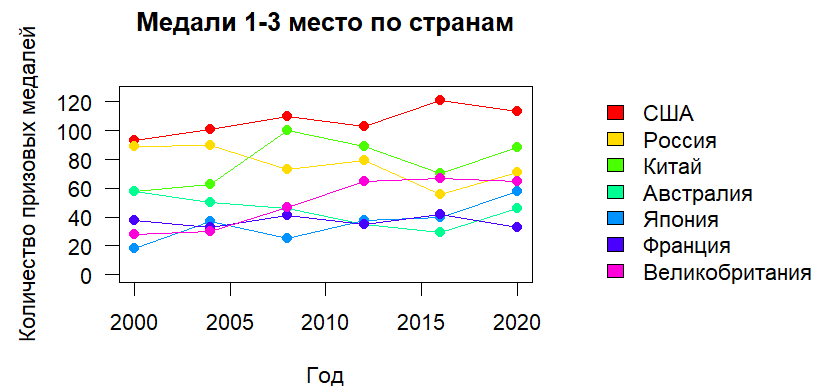 Медали 1-3 место по странам
Количество призовых медалей
120
100
80
60
40
20
0
2000 2005 2010 2015 2020
Год
США
Россия
Китай
Австралия
Япония
Франция
Великобритания